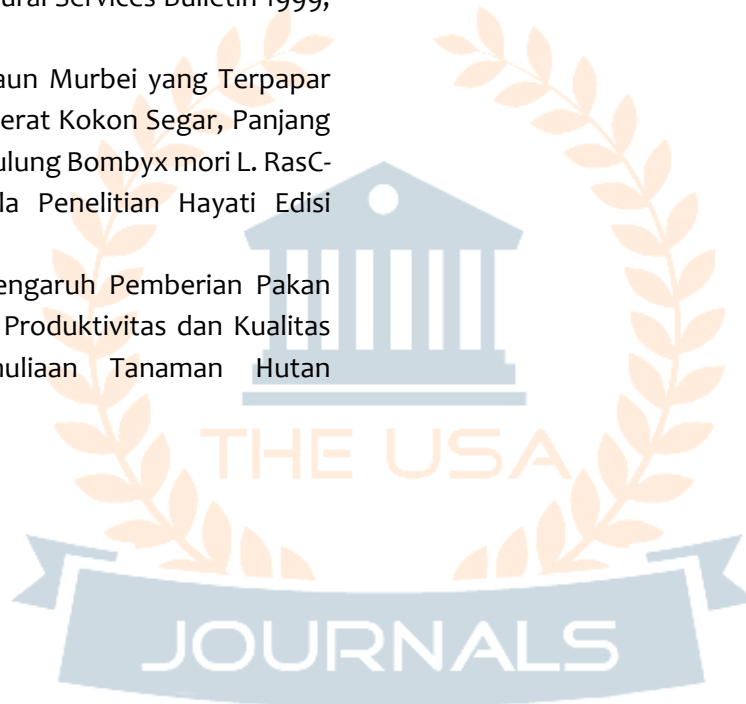 ural Services Bulletin 1999,
aun Murbei yang Terpapar
erat Kokon Segar, Panjang
ulung Bombyx mori L. RasC-
la Penelitian Hayati Edisi
engaruh Pemberian Pakan
Produktivitas dan Kualitas
nuliaan Tanaman Hutan
THE USA
JOURNALS